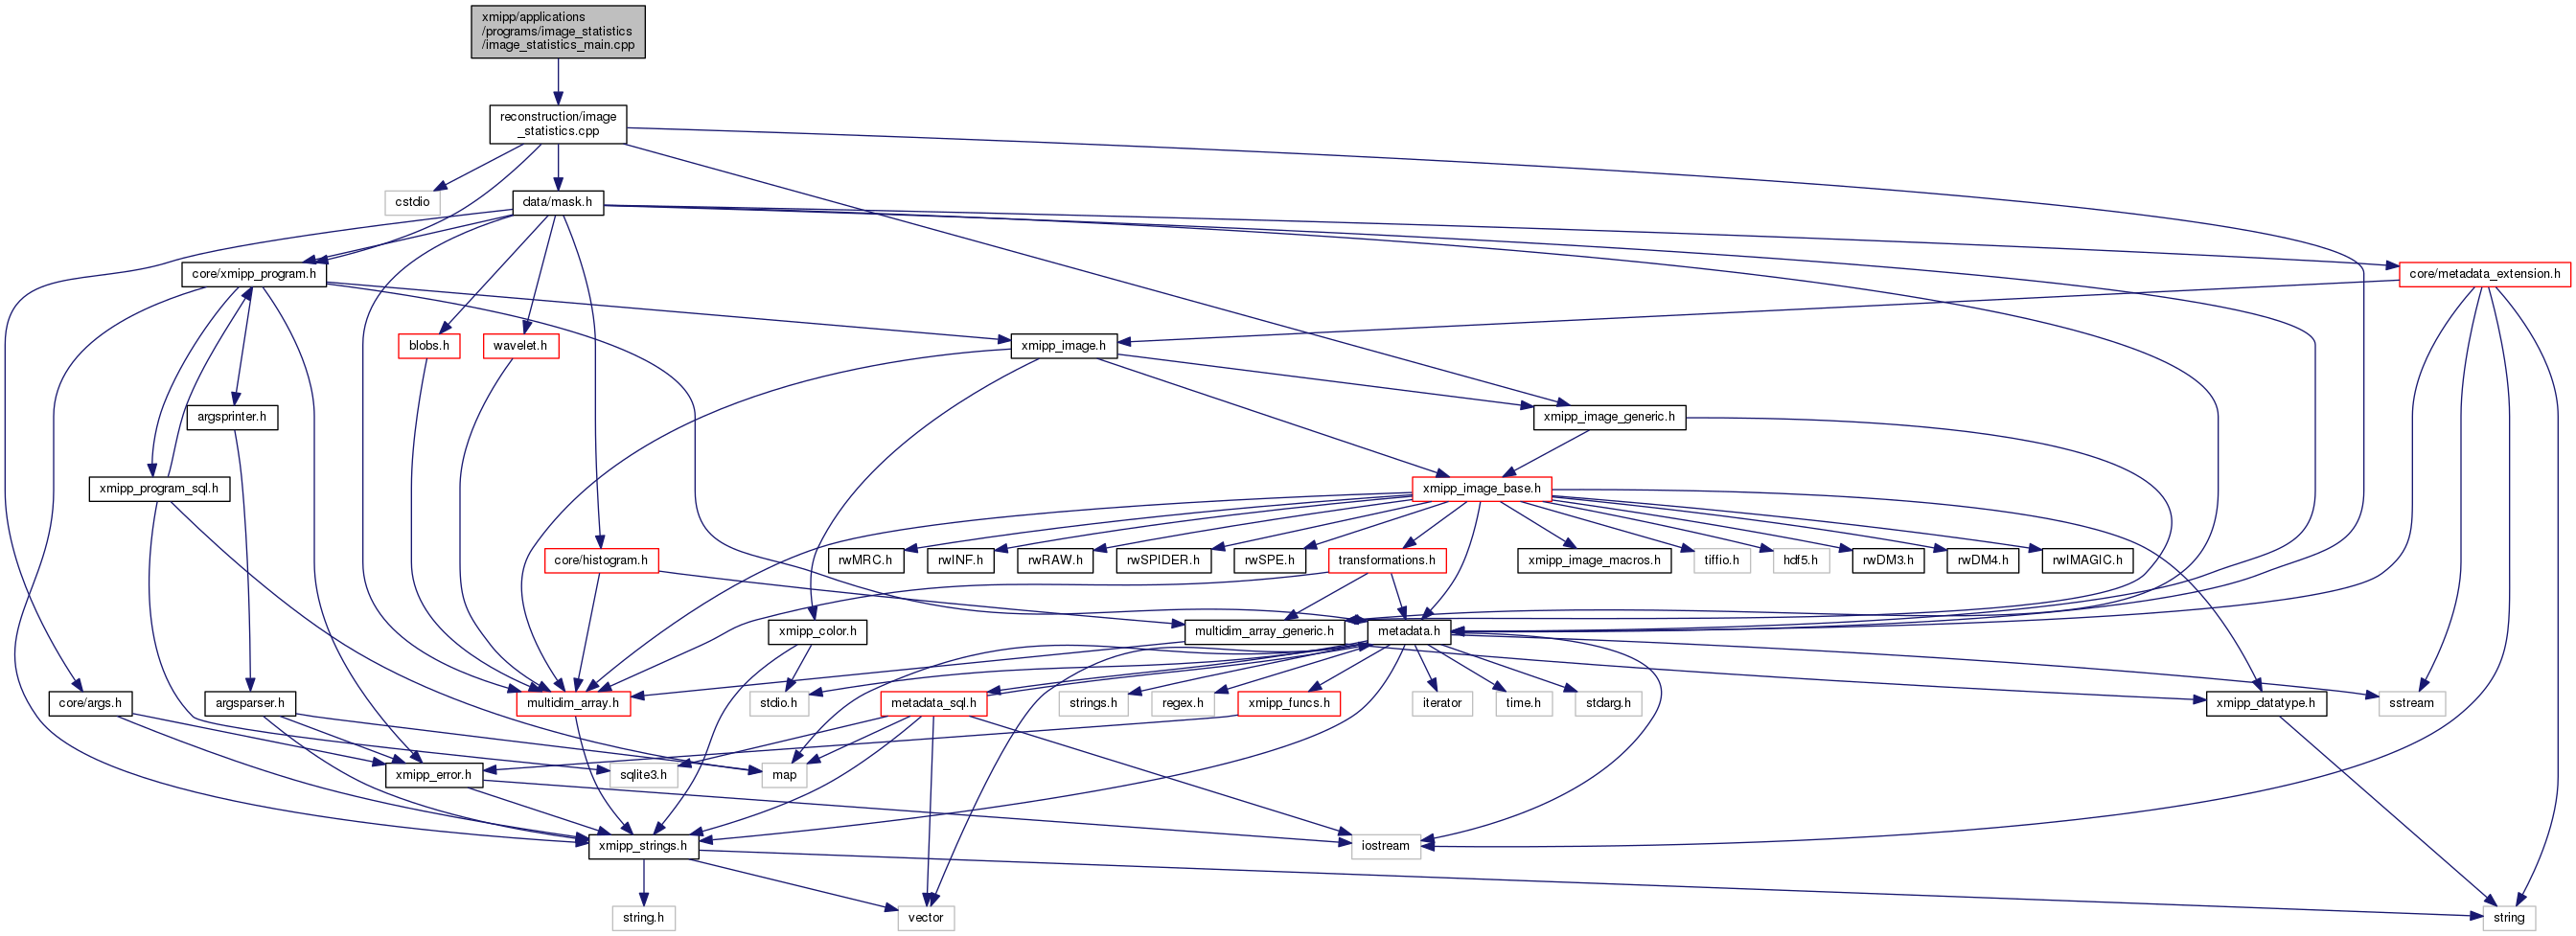 xmipp/applications
/programs/image_statistics
/image_statistics_main.cpp
reconstruction/image
_statistics.cpp
cstdio
data/mask.h
core/xmipp_program.h
core/metadata_extension.h
blobs.h
wavelet.h
xmipp_image.h
argsprinter.h
xmipp_image_generic.h
xmipp_program_sql.h
xmipp_image_base.h
core/histogram.h
rwMRC.h
rwINF.h
rwRAW.h
rwSPIDER.h
rwSPE.h
transformations.h
xmipp_image_macros.h
tiffio.h
hdf5.h
rwDM3.h
rwDM4.h
rwIMAGIC.h
xmipp_color.h
multidim_array_generic.h
metadata.h
core/args.h
argsparser.h
multidim_array.h
stdio.h
metadata_sql.h
strings.h
regex.h
xmipp_funcs.h
iterator
time.h
stdarg.h
xmipp_datatype.h
sstream
xmipp_error.h
sqlite3.h
map
xmipp_strings.h
iostream
string.h
vector
string